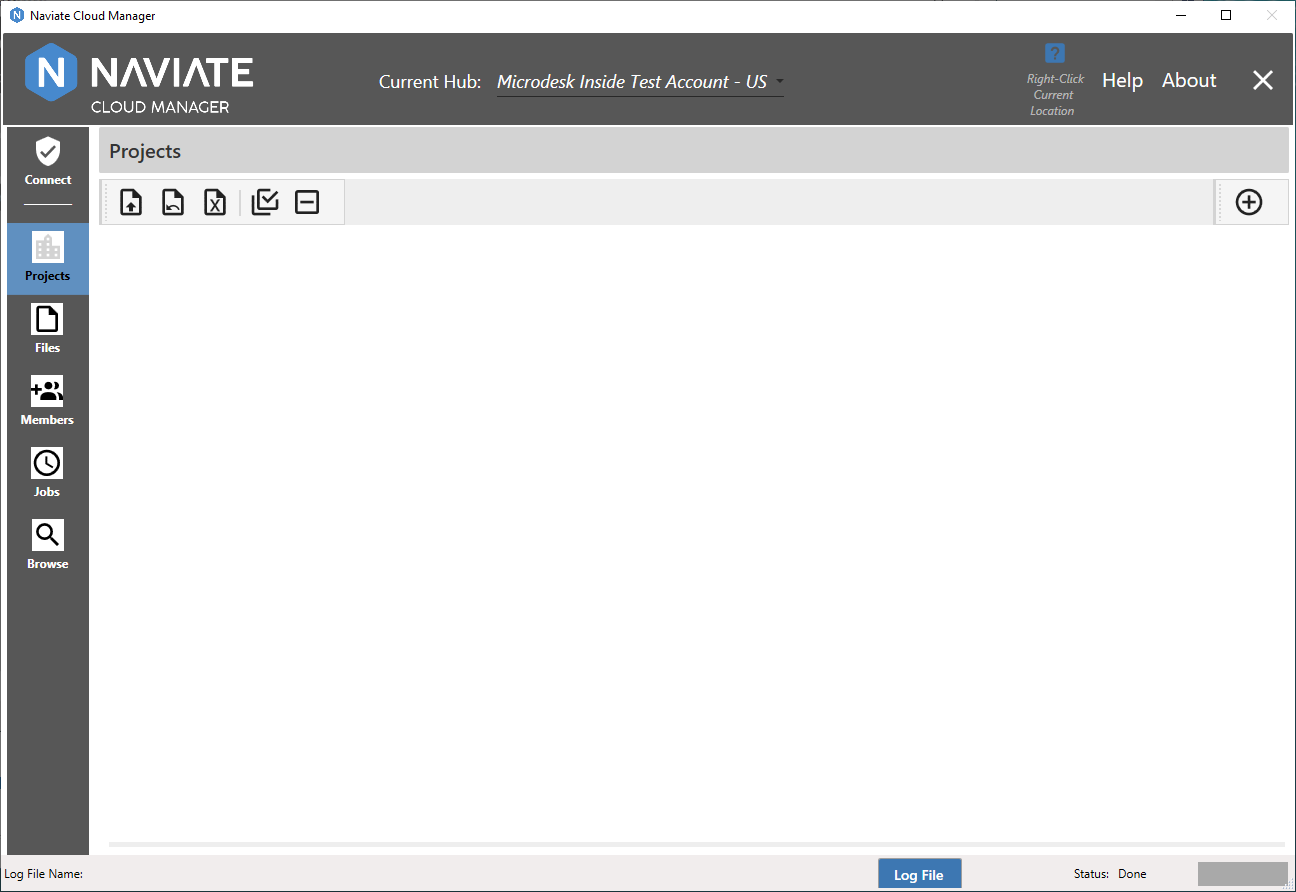 Naviate Cloud Manager
N NAVIATE
CLOUD MANAGER
Current Hub: Microdesk Inside Test Account - US
?
Right-Click
Current
Location
Help About
Connect
Projects
Files
Members
Jobs
Browse
Projects
Log File Name:
Log File
Status: Done